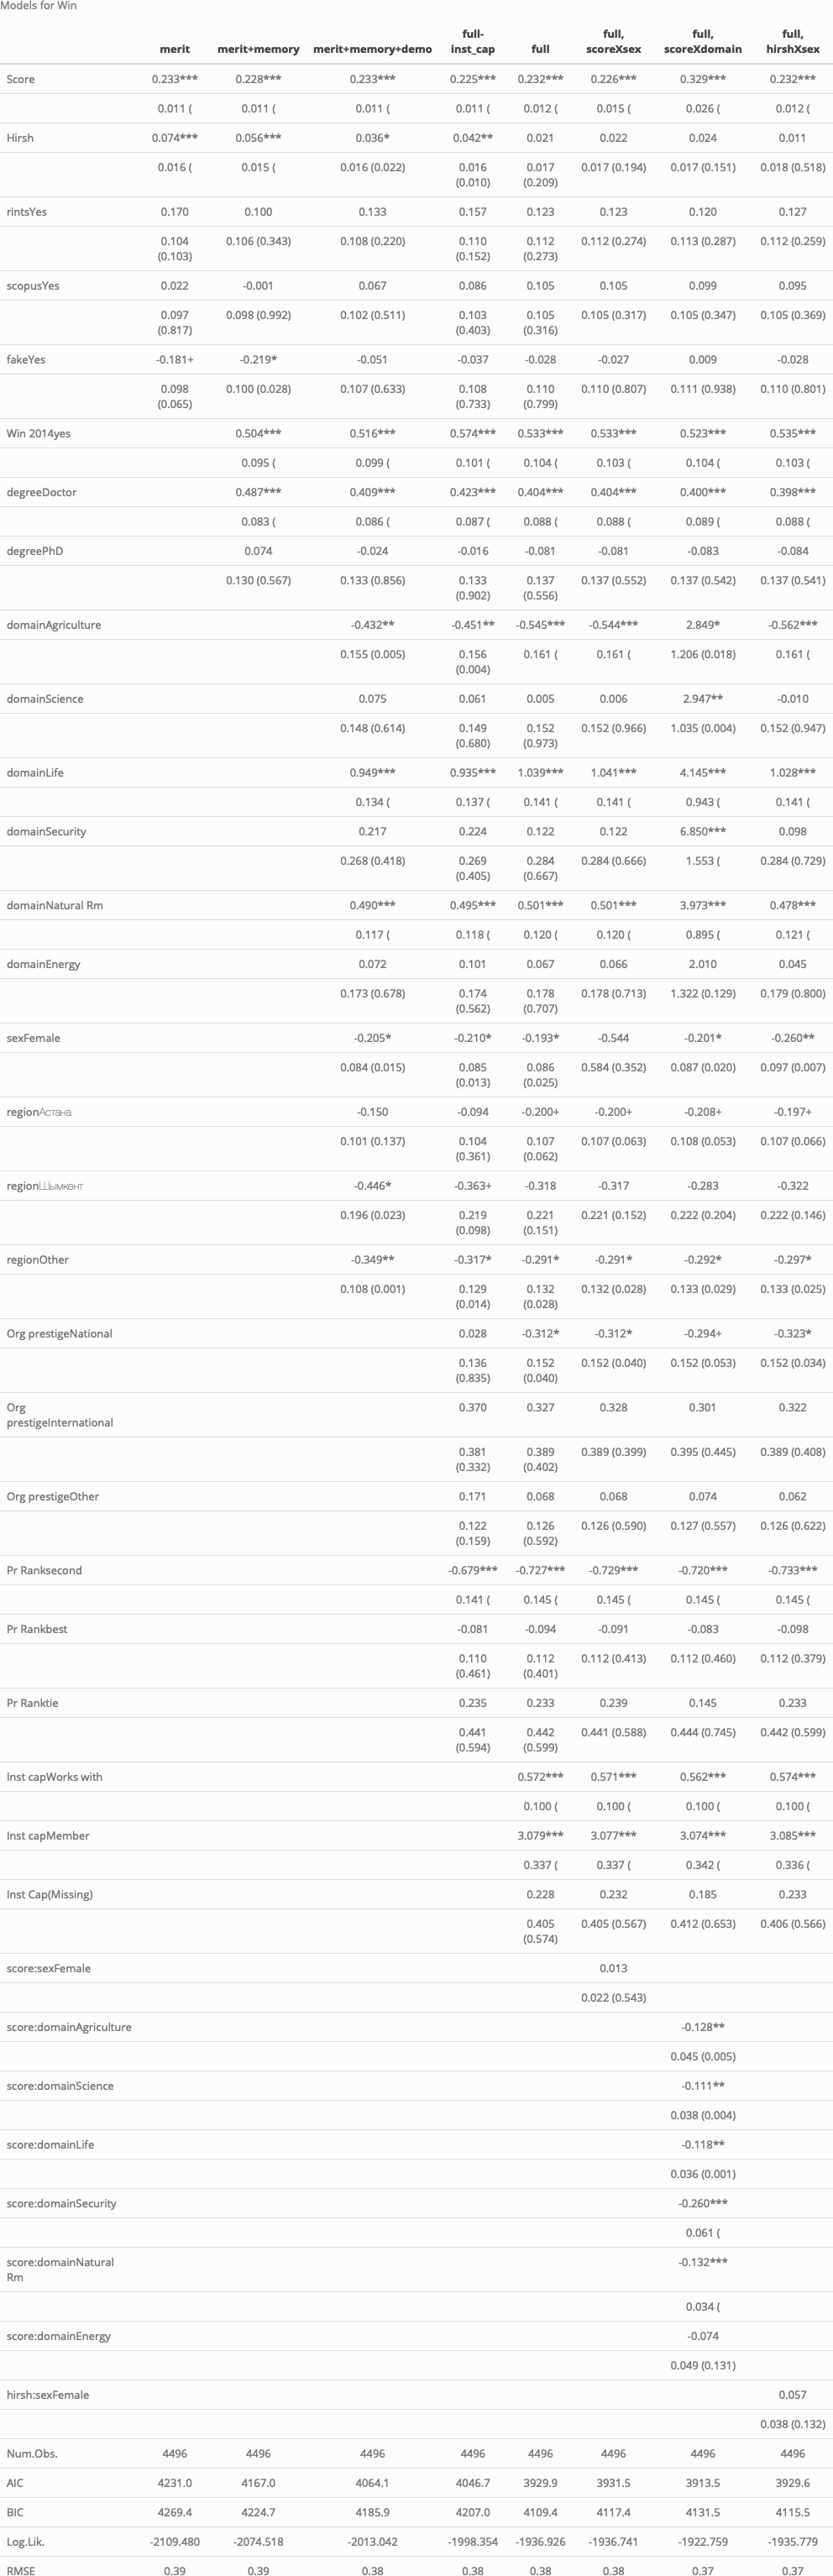 Models for Win
merit merit+memory merit+memory+demo full-inst_cap full full, scoreXsex full, scoreXdomain full, hirshXsex
Score 0.233*** 0.228*** 0.233*** 0.225*** 0.232*** 0.226*** 0.329*** 0.232***
0.011 ( 0.011 ( 0.011 ( 0.011 ( 0.012 ( 0.015 ( 0.026 ( 0.012 (
Hirsh 0.074*** 0.056*** 0.036* 0.042** 0.021 0.022 0.024 0.011
0.016 ( 0.015 ( 0.016 (0.022) 0.016 (0.010) 0.017 (0.209) 0.017 (0.194) 0.017 (0.151) 0.018 (0.518)
rintsYes 0.170 0.100 0.133 0.157 0.123 0.123 0.120 0.127
0.104 (0.103) 0.106 (0.343) 0.108 (0.220) 0.110 (0.152) 0.112 (0.273) 0.112 (0.274) 0.113 (0.287) 0.112 (0.259)
scopusYes 0.022 -0.001 0.067 0.086 0.105 0.105 0.099 0.095
0.097 (0.817) 0.098 (0.992) 0.102 (0.511) 0.103 (0.403) 0.105 (0.316) 0.105 (0.317) 0.105 (0.347) 0.105 (0.369)
fakeYes -0.181+ -0.219* -0.051 -0.037 -0.028 -0.027 0.009 -0.028
0.098 (0.065) 0.100 (0.028) 0.107 (0.633) 0.108 (0.733) 0.110 (0.799) 0.110 (0.807) 0.111 (0.938) 0.110 (0.801)
Win 2014yes 0.504*** 0.516*** 0.574*** 0.533*** 0.533*** 0.523*** 0.535***
0.095 ( 0.099 ( 0.101 ( 0.104 ( 0.103 ( 0.104 ( 0.103 (
degreeDoctor 0.487*** 0.409*** 0.423*** 0.404*** 0.404*** 0.400*** 0.398***
0.083 ( 0.086 ( 0.087 ( 0.088 ( 0.088 ( 0.089 ( 0.088 (
degreePhD 0.074 -0.024 -0.016 -0.081 -0.081 -0.083 -0.084
0.130 (0.567) 0.133 (0.856) 0.133 (0.902) 0.137 (0.556) 0.137 (0.552) 0.137 (0.542) 0.137 (0.541)
domainAgriculture -0.432** -0.451** -0.545*** -0.544*** 2.849* -0.562***
0.155 (0.005) 0.156 (0.004) 0.161 ( 0.161 ( 1.206 (0.018) 0.161 (
domainScience 0.075 0.061 0.005 0.006 2.947** -0.010
0.148 (0.614) 0.149 (0.680) 0.152 (0.973) 0.152 (0.966) 1.035 (0.004) 0.152 (0.947)
domainLife 0.949*** 0.935*** 1.039*** 1.041*** 4.145*** 1.028***
0.134 ( 0.137 ( 0.141 ( 0.141 ( 0.943 ( 0.141 (
domainSecurity 0.217 0.224 0.122 0.122 6.850*** 0.098
0.268 (0.418) 0.269 (0.405) 0.284 (0.667) 0.284 (0.666) 1.553 ( 0.284 (0.729)
domainNatural Rm 0.490*** 0.495*** 0.501*** 0.501*** 3.973*** 0.478***
0.117 ( 0.118 ( 0.120 ( 0.120 ( 0.895 ( 0.121 (
domainEnergy 0.072 0.101 0.067 0.066 2.010 0.045
0.173 (0.678) 0.174 (0.562) 0.178 (0.707) 0.178 (0.713) 1.322 (0.129) 0.179 (0.800)
sexFemale -0.205* -0.210* -0.193* -0.544 -0.201* -0.260**
0.084 (0.015) 0.085 (0.013) 0.086 (0.025) 0.584 (0.352) 0.087 (0.020) 0.097 (0.007)
regionАстана -0.150 -0.094 -0.200+ -0.200+ -0.208+ -0.197+
0.101 (0.137) 0.104 (0.361) 0.107 (0.062) 0.107 (0.063) 0.108 (0.053) 0.107 (0.066)
regionШымкент -0.446* -0.363+ -0.318 -0.317 -0.283 -0.322
0.196 (0.023) 0.219 (0.098) 0.221 (0.151) 0.221 (0.152) 0.222 (0.204) 0.222 (0.146)
regionOther -0.349** -0.317* -0.291* -0.291* -0.292* -0.297*
0.108 (0.001) 0.129 (0.014) 0.132 (0.028) 0.132 (0.028) 0.133 (0.029) 0.133 (0.025)
Org prestigeNational 0.028 -0.312* -0.312* -0.294+ -0.323*
0.136 (0.835) 0.152 (0.040) 0.152 (0.040) 0.152 (0.053) 0.152 (0.034)
Org prestigeInternational 0.370 0.327 0.328 0.301 0.322
0.381 (0.332) 0.389 (0.402) 0.389 (0.399) 0.395 (0.445) 0.389 (0.408)
Org prestigeOther 0.171 0.068 0.068 0.074 0.062
0.122 (0.159) 0.126 (0.592) 0.126 (0.590) 0.127 (0.557) 0.126 (0.622)
Pr Ranksecond -0.679*** -0.727*** -0.729*** -0.720*** -0.733***
0.141 ( 0.145 ( 0.145 ( 0.145 ( 0.145 (
Pr Rankbest -0.081 -0.094 -0.091 -0.083 -0.098
0.110 (0.461) 0.112 (0.401) 0.112 (0.413) 0.112 (0.460) 0.112 (0.379)
Pr Ranktie 0.235 0.233 0.239 0.145 0.233
0.441 (0.594) 0.442 (0.599) 0.441 (0.588) 0.444 (0.745) 0.442 (0.599)
Inst capWorks with 0.572*** 0.571*** 0.562*** 0.574***
0.100 ( 0.100 ( 0.100 ( 0.100 (
Inst capMember 3.079*** 3.077*** 3.074*** 3.085***
0.337 ( 0.337 ( 0.342 ( 0.336 (
Inst Cap(Missing) 0.228 0.232 0.185 0.233
0.405 (0.574) 0.405 (0.567) 0.412 (0.653) 0.406 (0.566)
score:sexFemale 0.013
0.022 (0.543)
score:domainAgriculture -0.128**
0.045 (0.005)
score:domainScience -0.111**
0.038 (0.004)
score:domainLife -0.118**
0.036 (0.001)
score:domainSecurity -0.260***
0.061 (
score:domainNatural Rm -0.132***
0.034 (
score:domainEnergy -0.074
0.049 (0.131)
hirsh:sexFemale 0.057
0.038 (0.132)
Num.Obs. 4496 4496 4496 4496 4496 4496 4496 4496
AIC 4231.0 4167.0 4064.1 4046.7 3929.9 3931.5 3913.5 3929.6
BIC 4269.4 4224.7 4185.9 4207.0 4109.4 4117.4 4131.5 4115.5
Log.Lik. -2109.480 -2074.518 -2013.042 -1998.354 -1936.926 -1936.741 -1922.759 -1935.779
RMSE 0.39 0.39 0.38 0.38 0.38 0.38 0.37 0.37